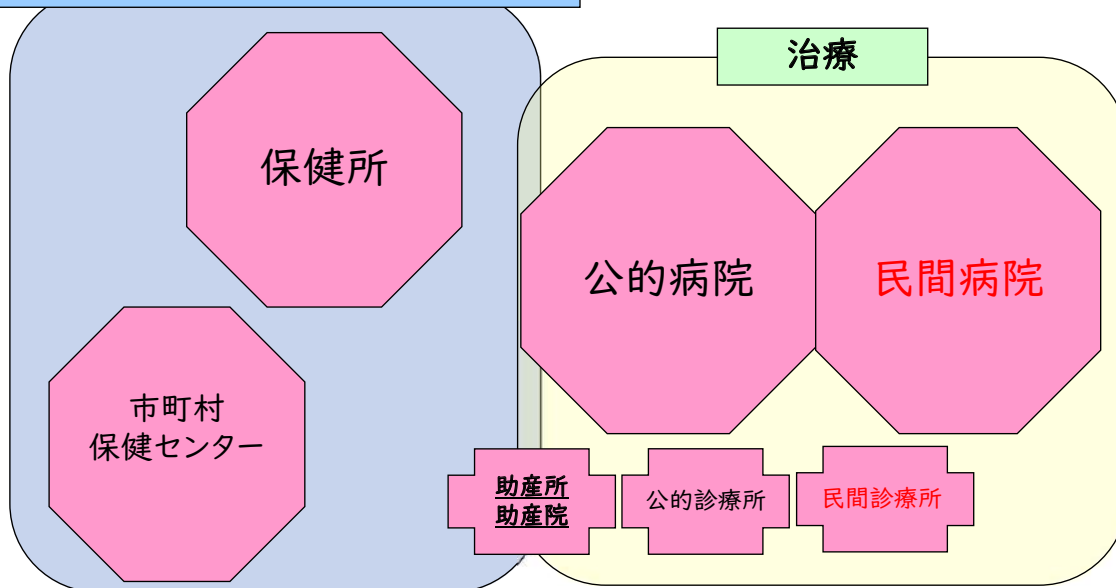 治療
保健所
公的病院
民間病院
市町村
保健センター
助産所
助産院
公的診療所
民間診療所